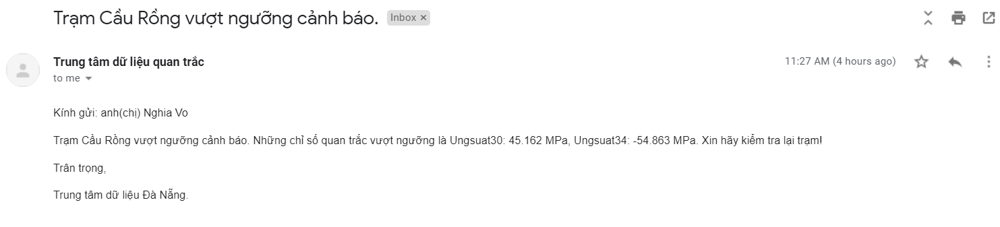 Trạm Cầu Rồng vượt ngưỡng cảnh báo. Inbox ×
Trung tâm dữ liệu quan trắc 11:27 AM (4 hours ago)
to me
Kính gửi: anh(chị) Nghia Vo
Trạm Cầu Rồng vượt ngưỡng cảnh báo. Những chỉ số quan trắc vượt ngưỡng là Ungsuat30: 45.162 MPa, Ungsuat34: -54.863 MPa. Xin hãy kiểm tra lại trạm!
Trân trọng,
Trung tâm dữ liệu Đà Nẵng.